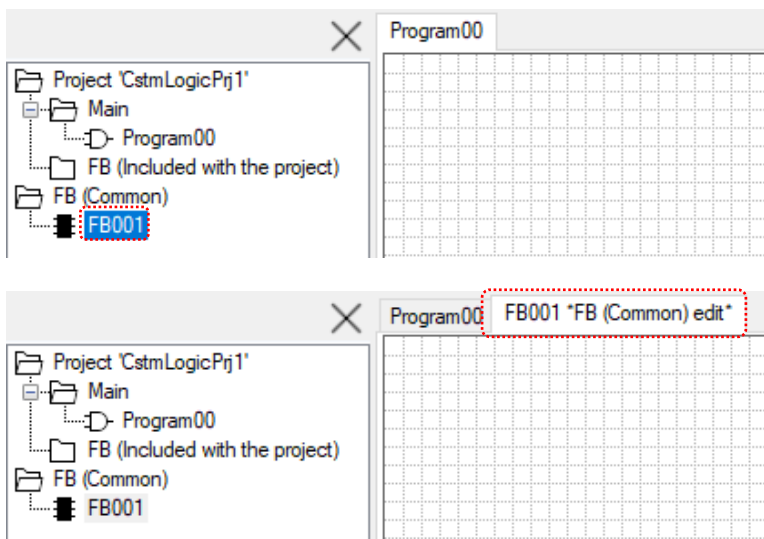 Program00
Project 'CstmLogicPrj1'
Main
Program00
FB (Included with the project)
FB (Common)
FB001
Program00
FB001 *FB (Common) edit*
Project 'CstmLogicPrj1'
Main
Program00
FB (Included with the project)
FB (Common)
FB001